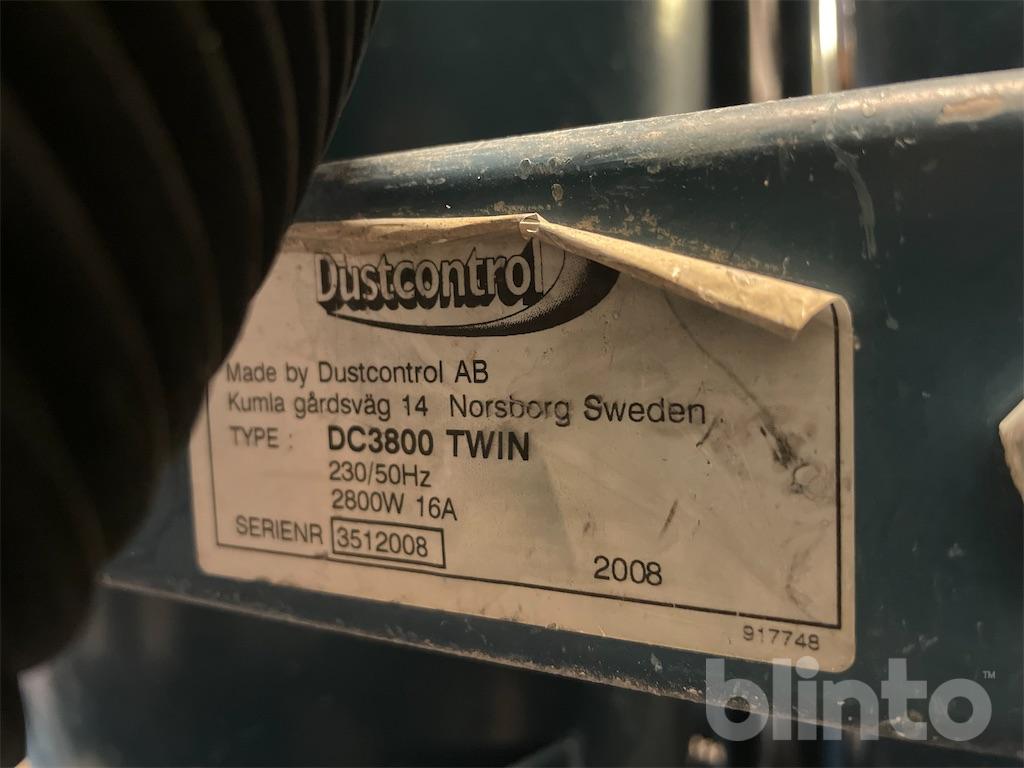 Dustcontrol
Made by Dustcontrol AB
Kumla gårdsväg 14 Norsborg Sweden
TYPE : DC3800 TWIN
230/50Hz
2800W 16A
SERIENR 3512008
2008
917748
blinto™